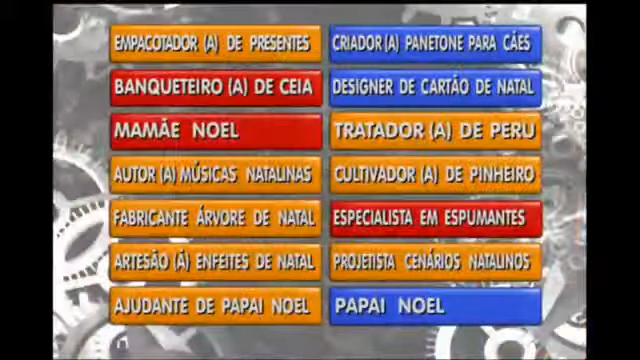 EMPACOTADOR (A) DE PRESENTES
CRIADOR (A) PANETONE PARA CÃES
BANQUETEIRO (A) DE CEIA
DESIGNER DE CARTÃO DE NATAL
MAMÃE NOEL
TRATADOR (A) DE PERU
AUTOR (A) MÚSICAS NATALINAS
CULTIVADOR (A) DE PINHEIRO
FABRICANTE ÁRVORE DE NATAL
ESPECIALISTA EM ESPUMANTES
ARTESÃO (Ã) ENFEITES DE NATAL
PROJETISTA CENÁRIOS NATALINOS
AJUDANTE DE PAPAI NOEL
PAPAI NOEL